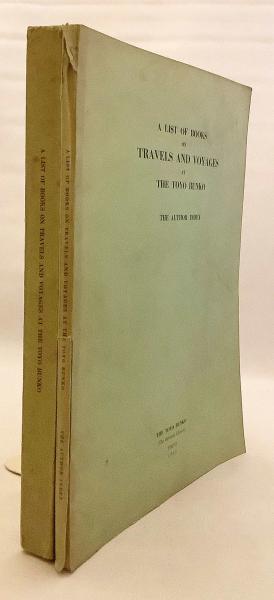 A LIST OF BOOKS ON TRAVELS AND VOYAGES AT THE TOYO BUNKO
A LIST OF BOOKS ON TRAVELS AND VOYAGES AT THE TOYO BUNKO
THE AUTHOR INDEX
A LIST OF BOOKS
ON
TRAVELS AND VOYAGES
AT
THE TOYO BUNKO
THE AUTHOR INDEX
THE TOYO BUNKO
TOKYO